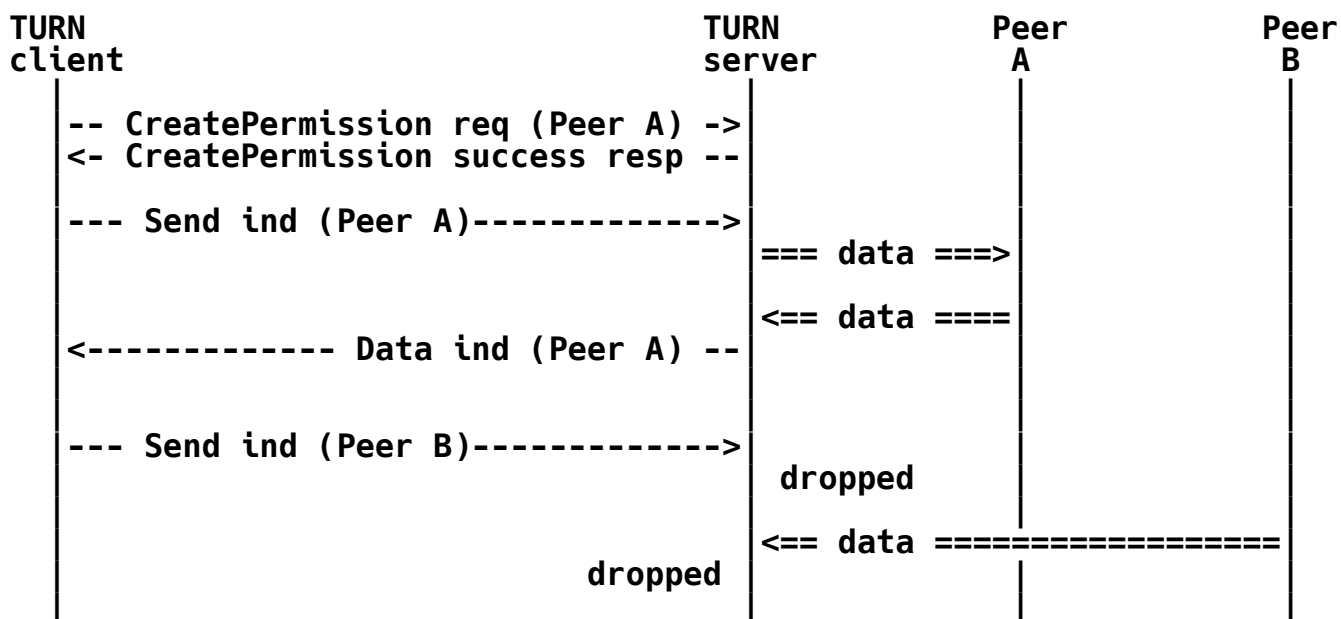 TURN TURN Peer Peer
client server A B
-- CreatePermission req (Peer A) ->
<- CreatePermission success resp --
--- Send ind (Peer A)------------->
=== data ===>
<== data ====
<------------- Data ind (Peer A) --
--- Send ind (Peer B)------------->
dropped
<== data ==================
dropped